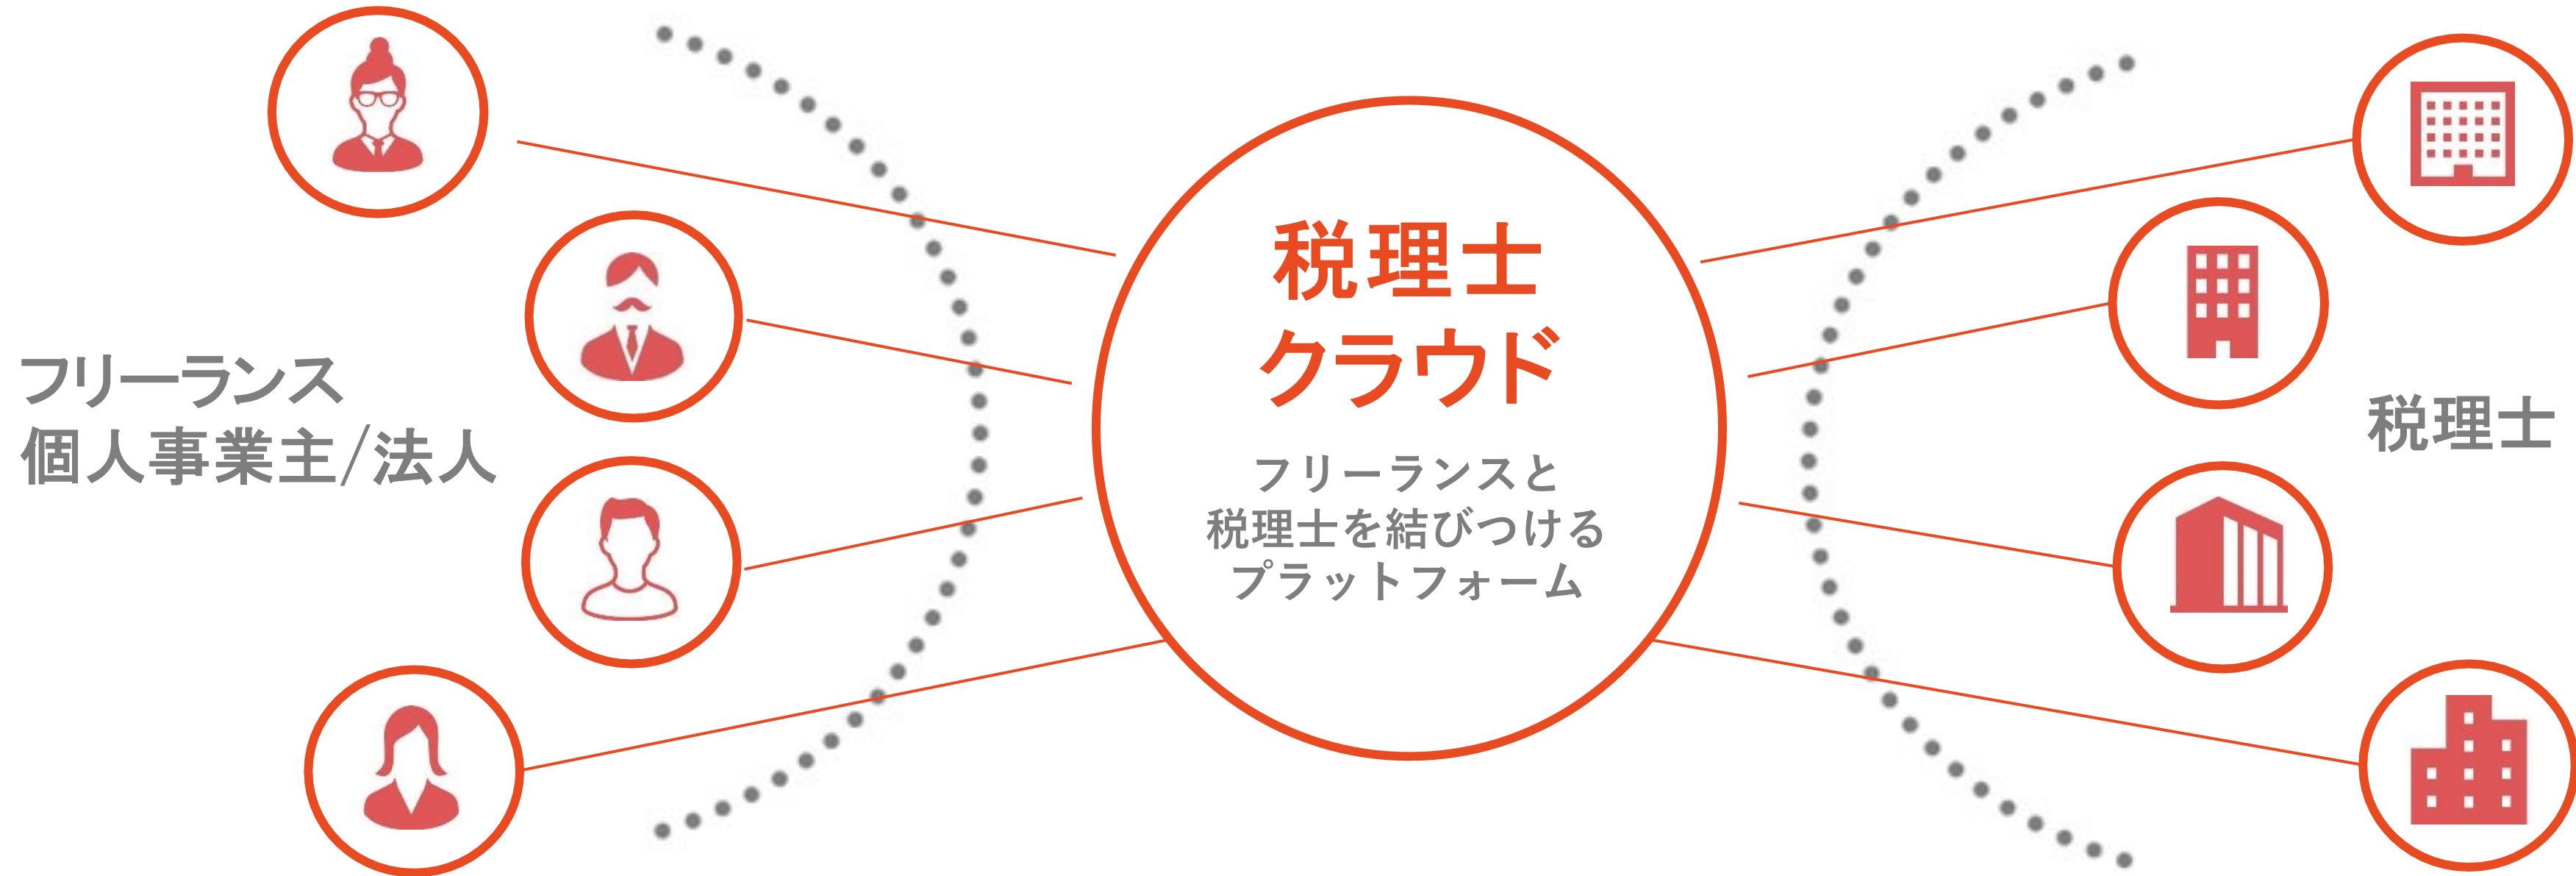 フリーランス
個人事業主/法人
税理士
クラウド
フリーランスと
税理士を結びつける
プラットフォーム
税理士